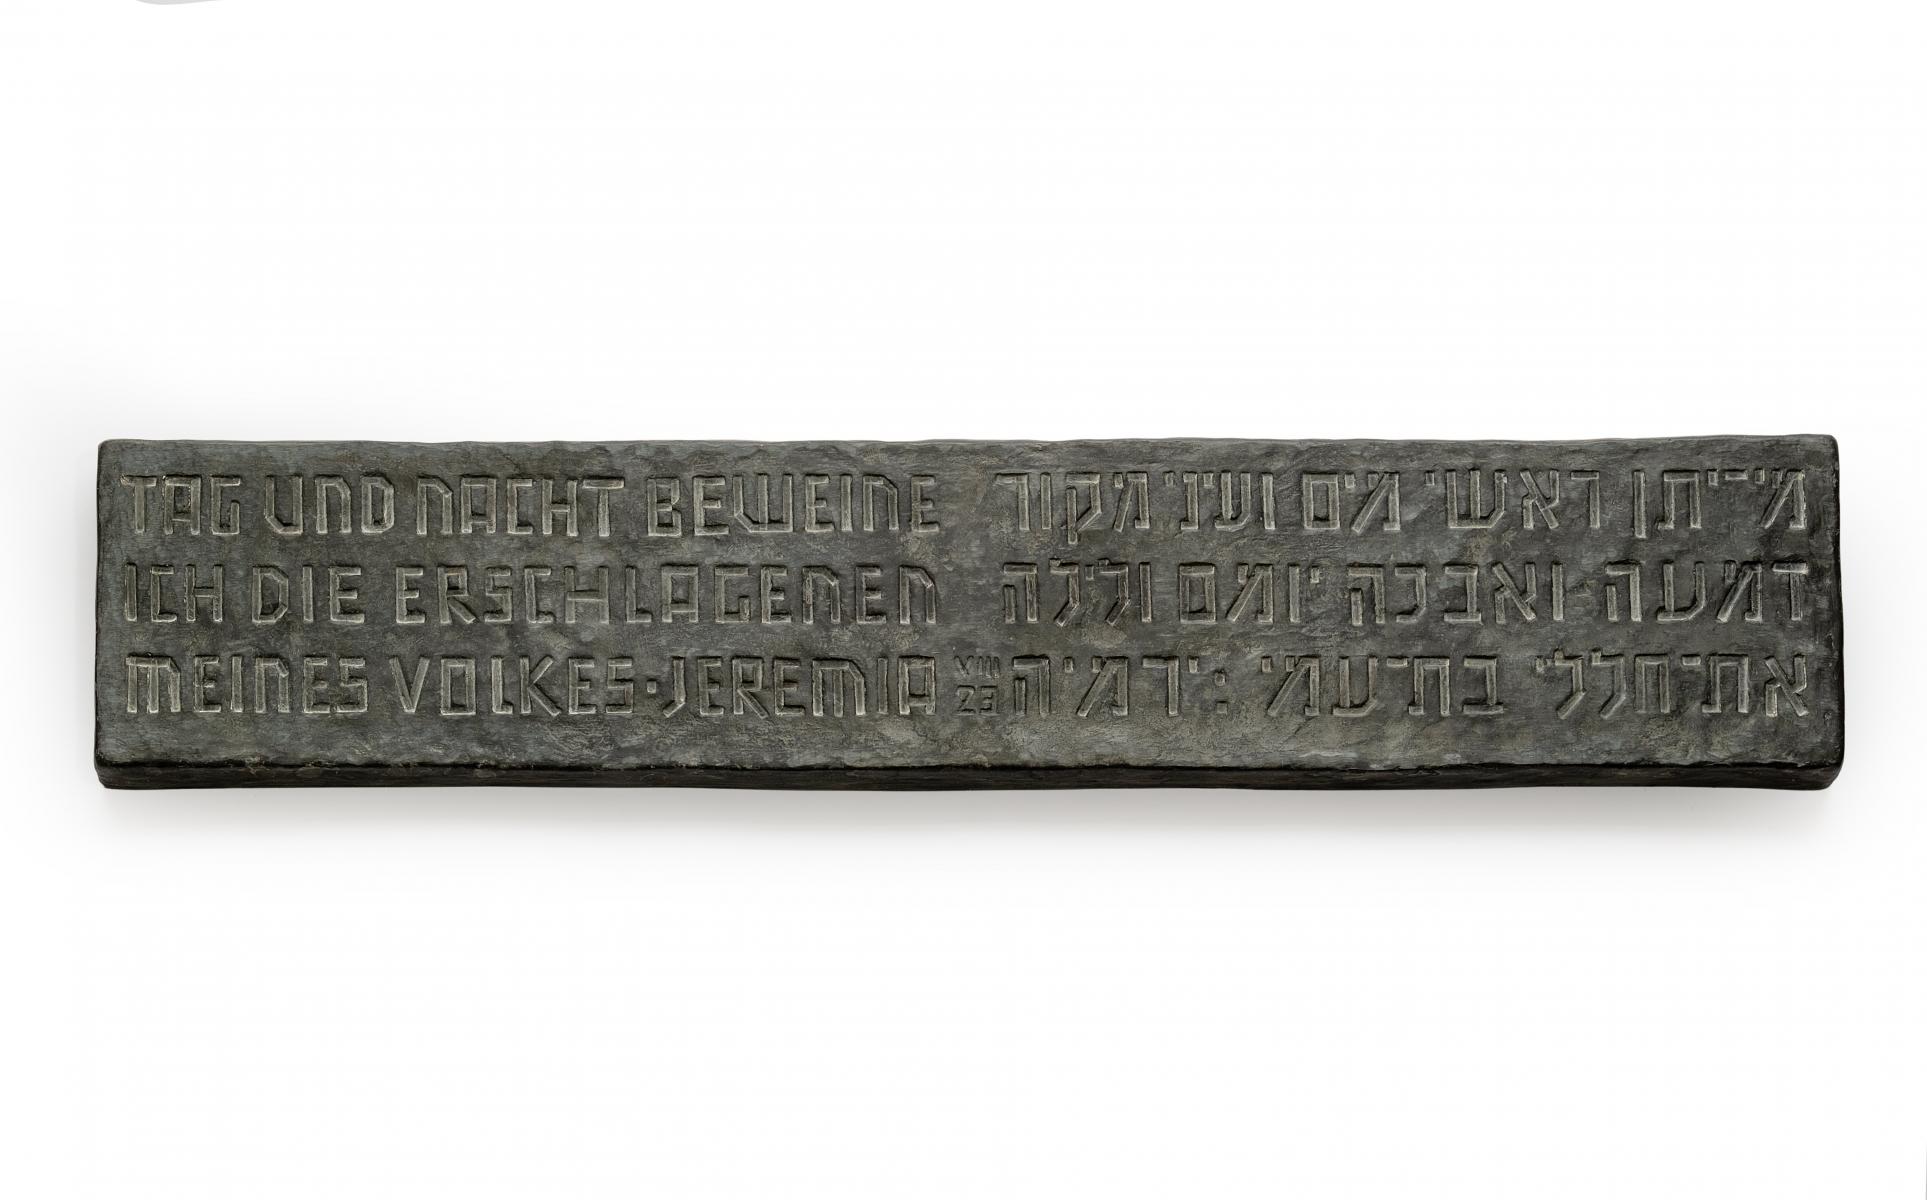 TAG UND NACHT BEWEINE
ICH DIE ERSCHLAGENEN
MEINES VOLKES · JEREMIA
VIII
23
מי־יתן ראשי מים ועיני מקור
דמעה ואבכה יומם ולילה
את־חללי בת־עמי : ירמיה